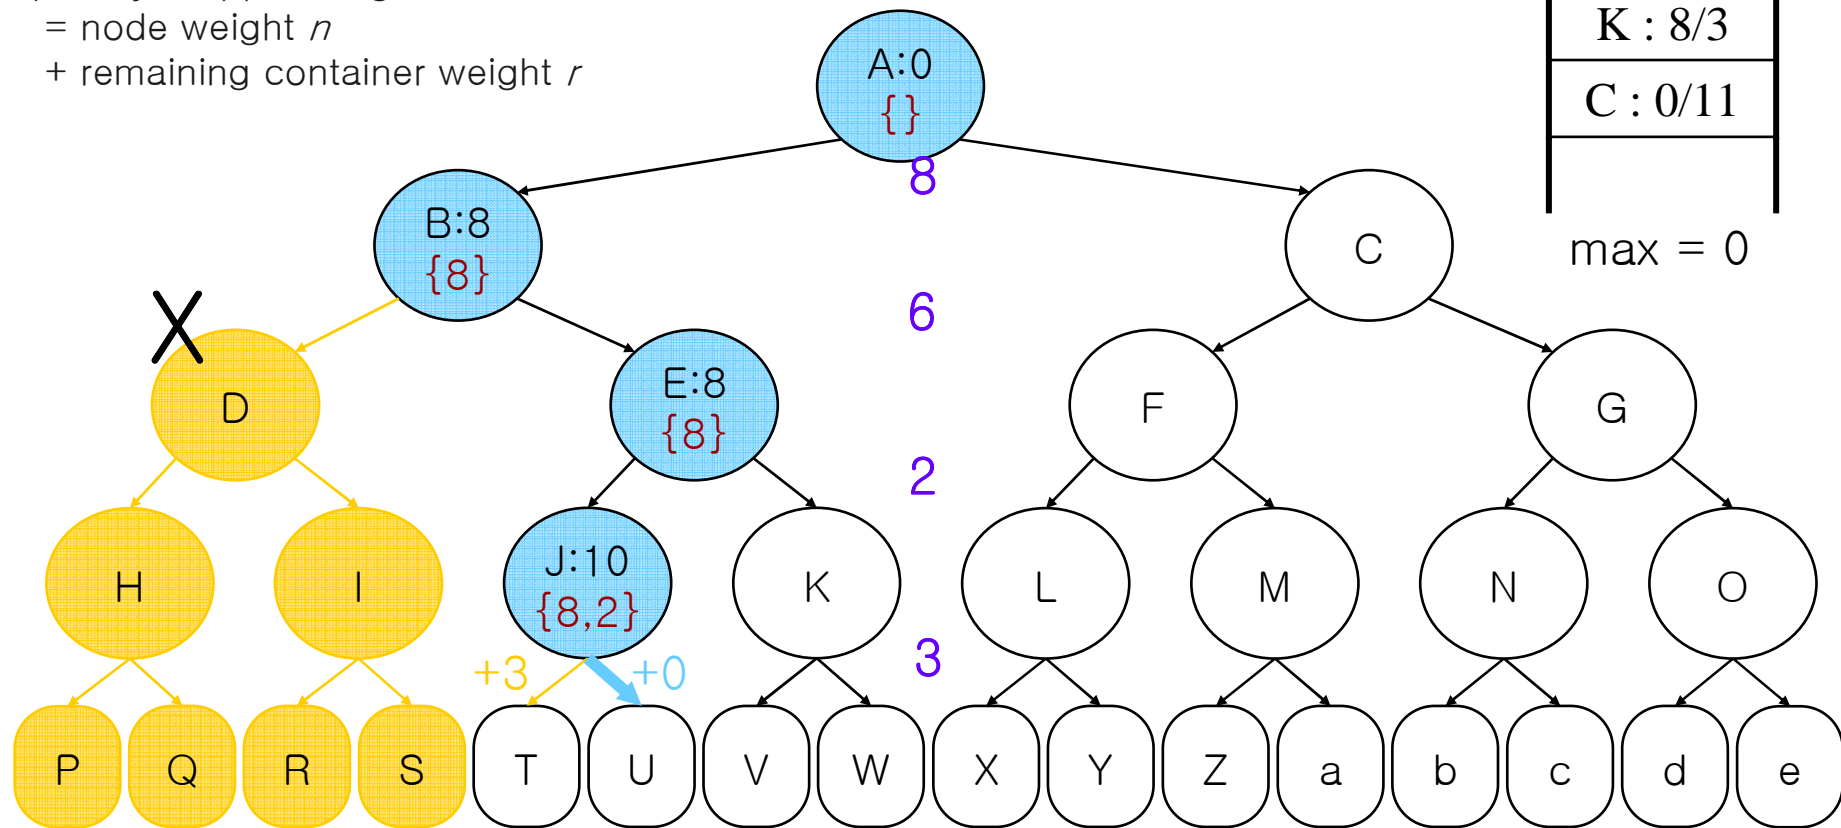 = node weight n
+ remaining container weight r
K : 8/3
C : 0/11
max = 0
A:0
{}
8
B:8
{8}
C
6
D
E:8
{8}
F
G
2
H
I
J:10
{8,2}
K
L
M
N
O
+3
+0
3
P
Q
R
S
T
U
V
W
X
Y
Z
a
b
c
d
e